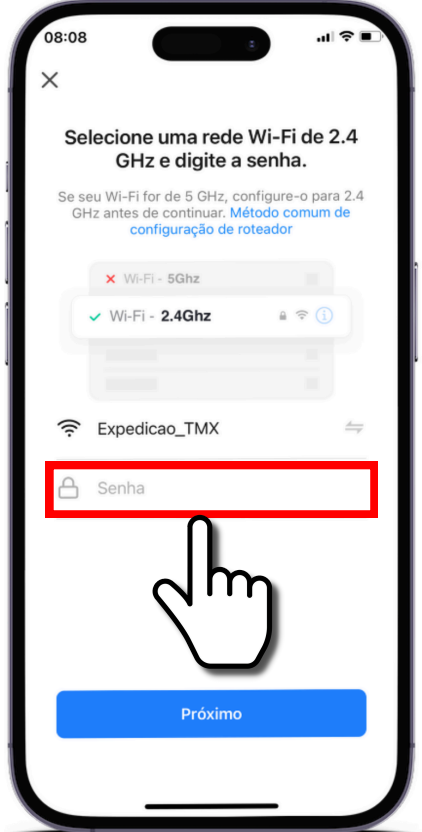 08:08
Selecione uma rede Wi-Fi de 2.4
GHz e digite a senha.
Se seu Wi-Fi for de 5 GHz, configure-o para 2.4
GHz antes de continuar. Método comum de
configuração de roteador
Wi-Fi - 5Ghz
Wi-Fi - 2.4Ghz
Expedicao_TMX
Senha
Próximo